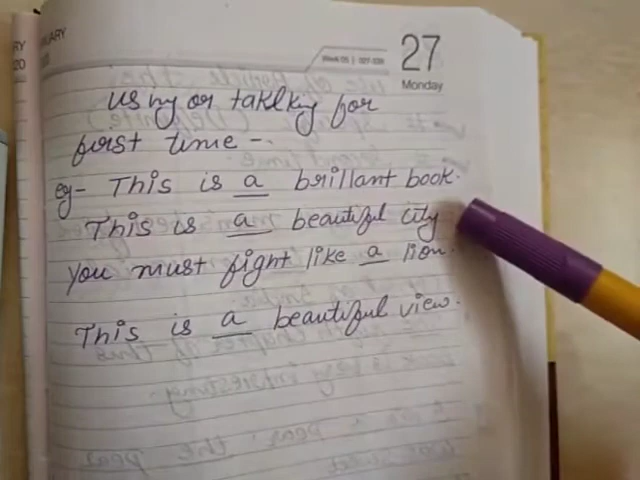 NUARY
27
Monday
using or talking for
first time -.
eg- This is a brillant book.
This is a beautiful city
You must fight like a lion.
This is a beautiful view.